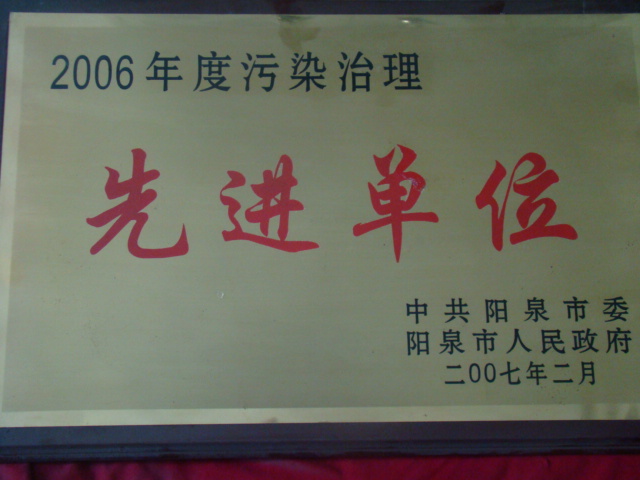 2006年度污染治理
先进单位
中共阳泉市委
阳泉市人民政府
二00七年二月